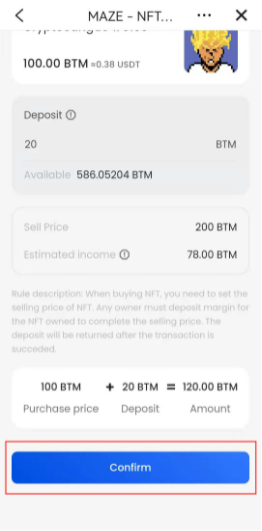 MAZE - NFT...
100.00 BTM ≈0.38 USDT
Deposit
20 BTM
Available 586.05204 BTM
Sell Price 200 BTM
Estimated income 78.00 BTM
Rule description: When buying NFT, you need to set the
selling price of NFT. Any owner must deposit margin for
the NFT owned to complete the selling price. The
deposit will be returned after the transaction is
succeded.
100 BTM + 20 BTM = 120.00 BTM
Purchase price Deposit Amount
Confirm